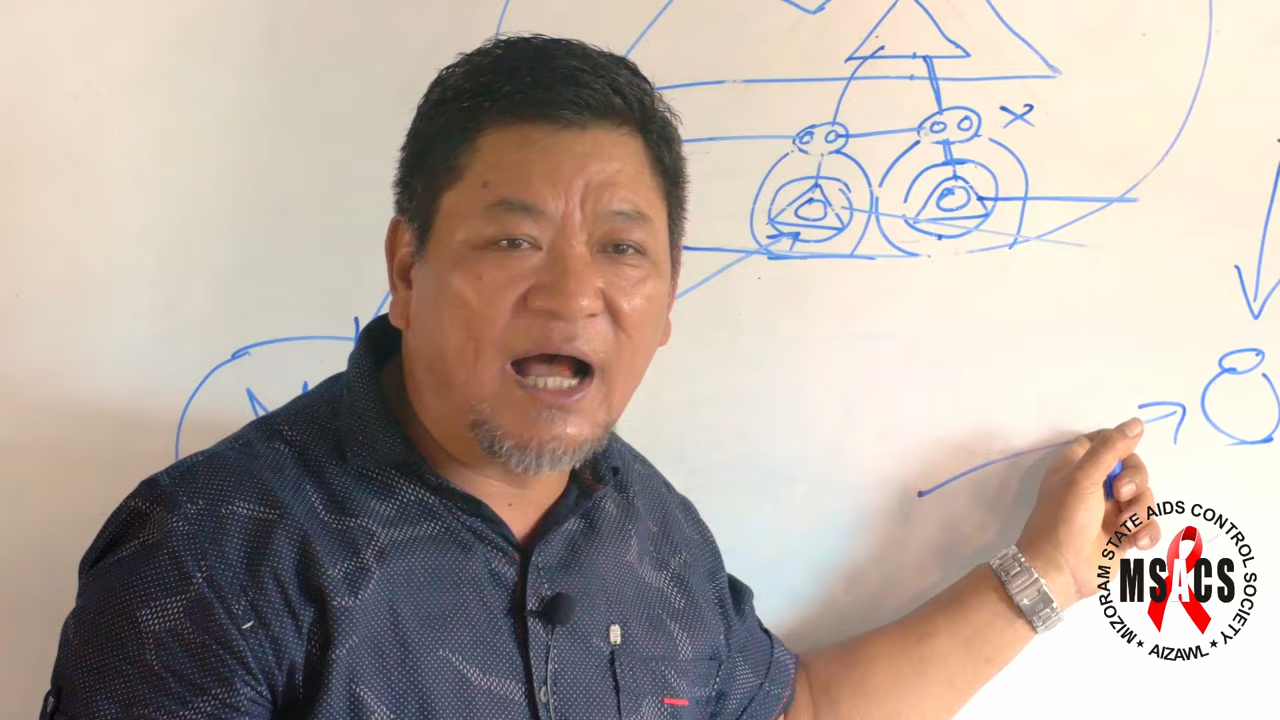 X
MIZORAM STATE AIDS CONTROL SOCIETY
MSACS
★ AIZAWL ★